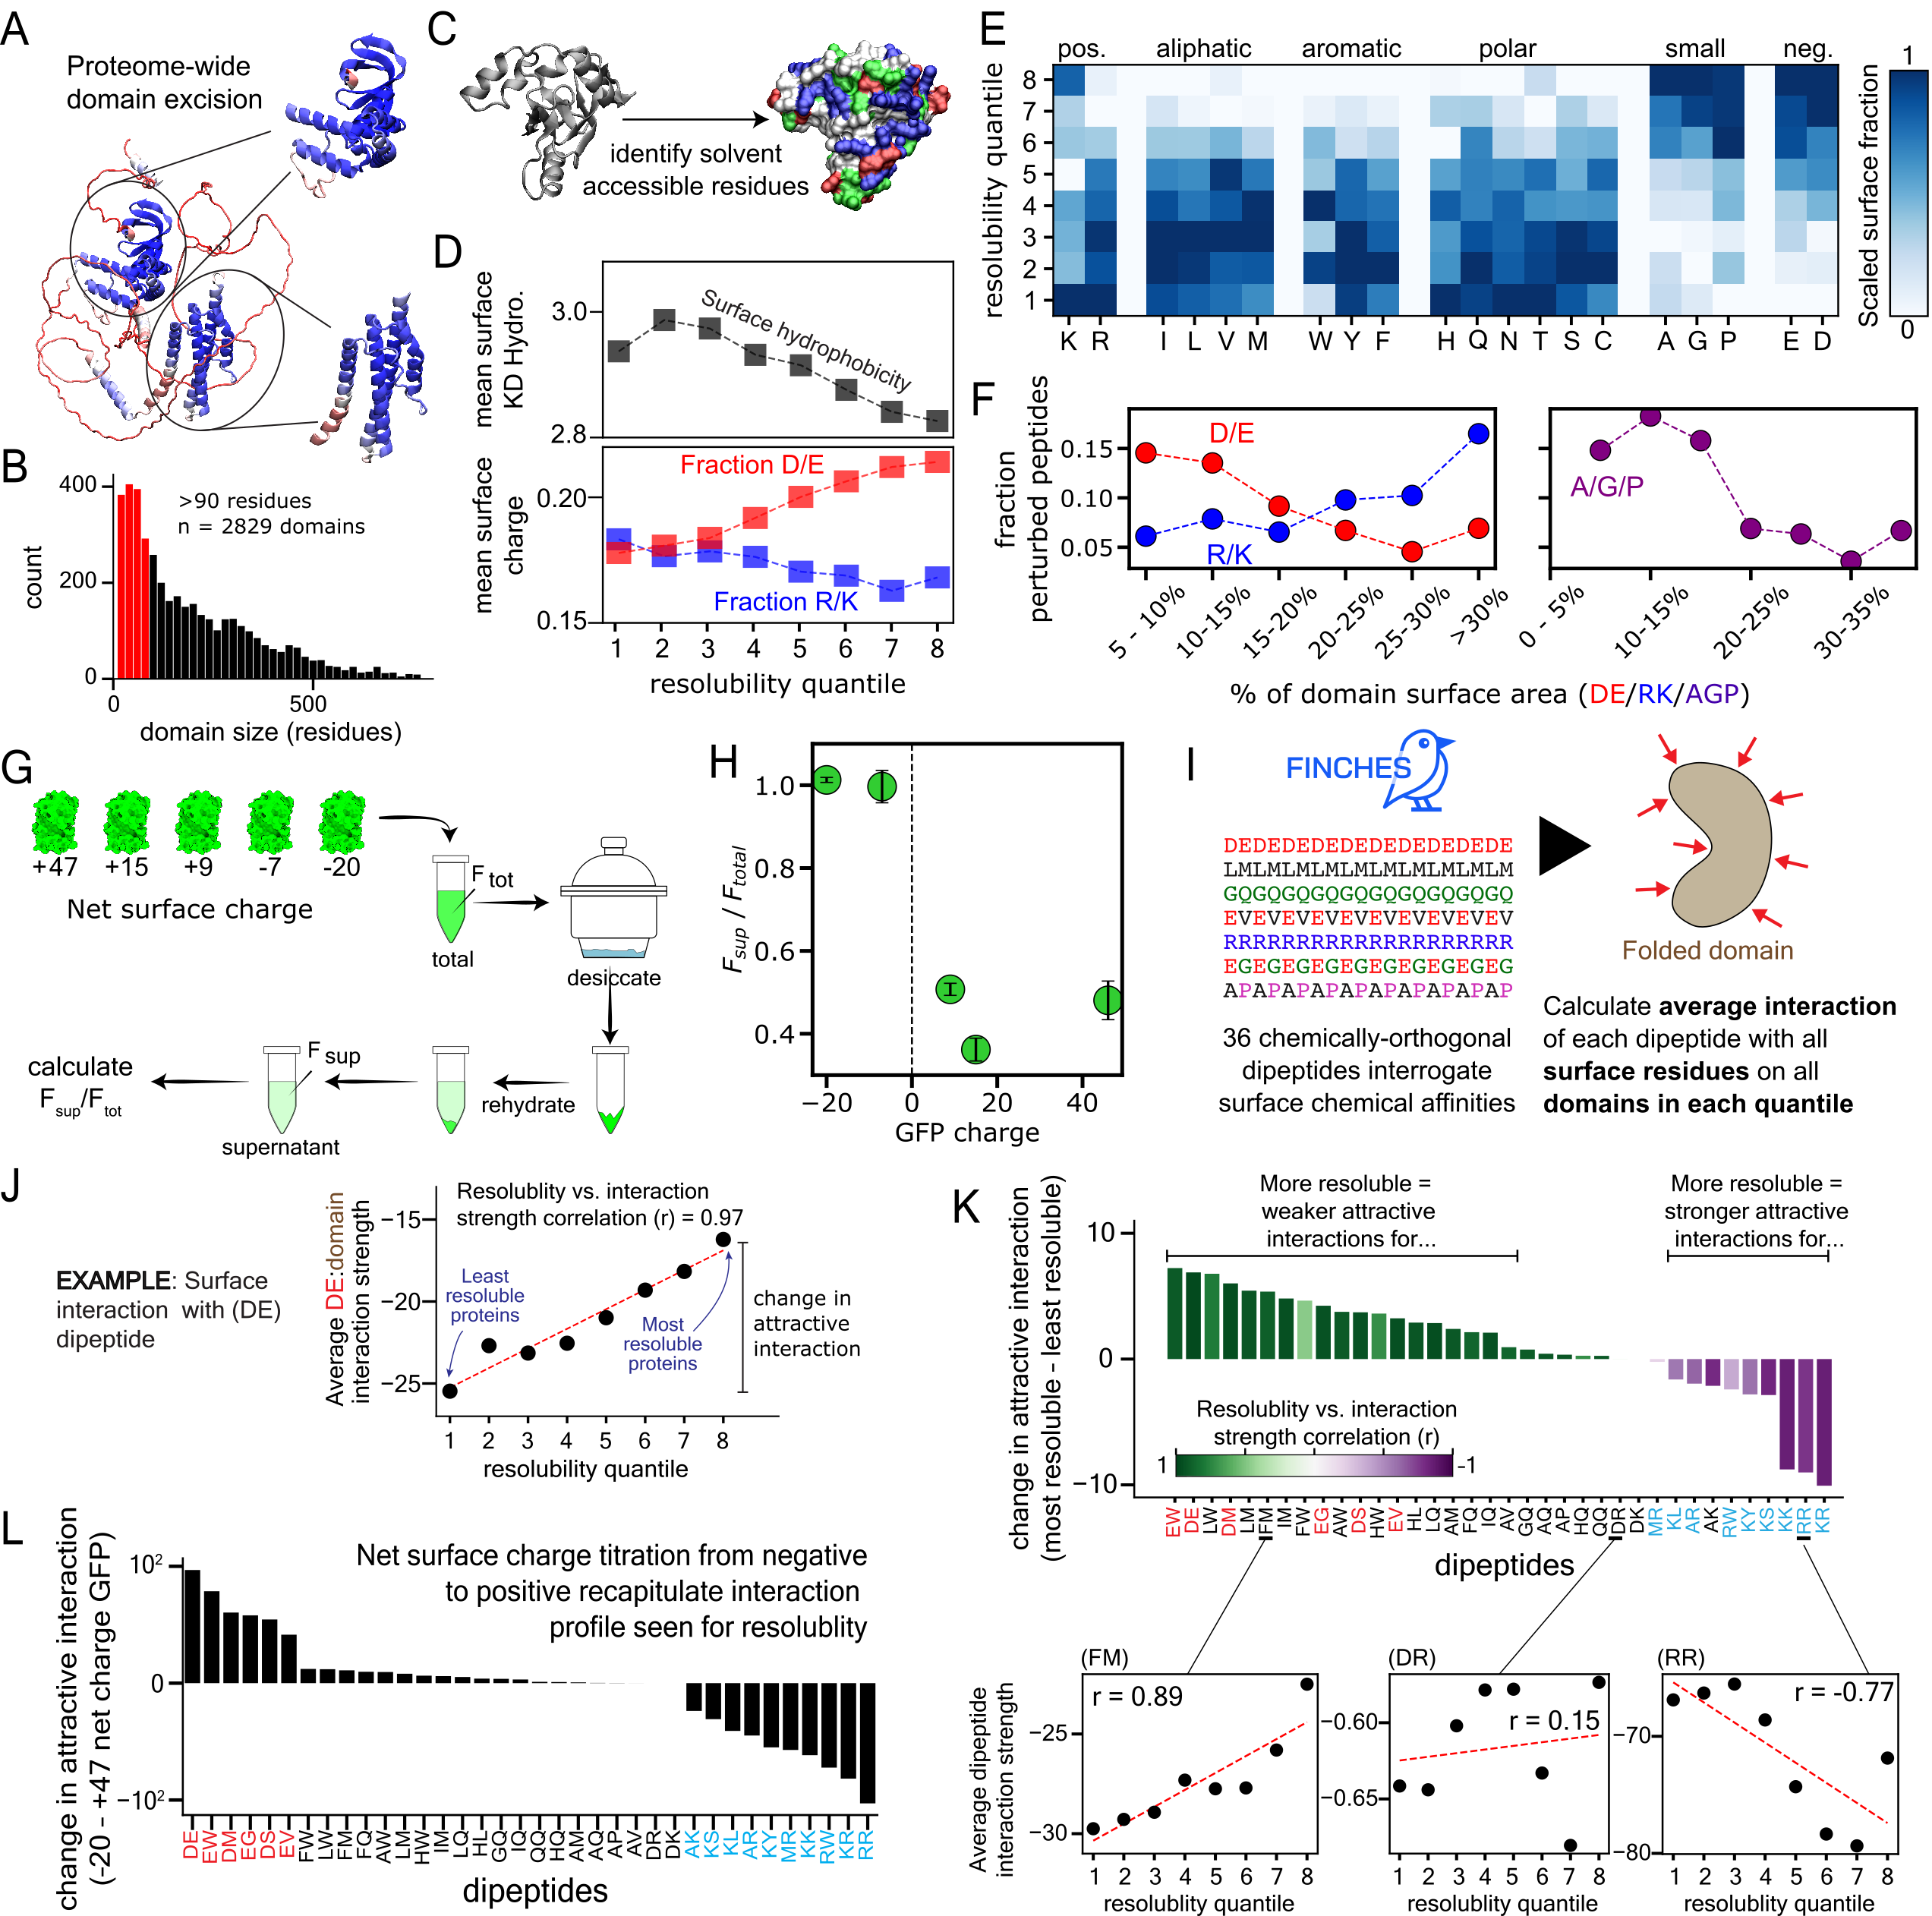 A
Proteome-wide
domain excision
B
400
200
0
count
>90 residues
n = 2829 domains
0
500
domain size (residues)
C
identify solvent
accessible residues
D
mean surface
KD Hydro.
3.0
2.8
Surface hydrophobicity
mean surface
charge
0.20
0.15
Fraction D/E
Fraction R/K
1 2 3 4 5 6 7 8
resolubility quantile
E
pos. aliphatic aromatic polar small neg.
resolubility quantile
8
7
6
5
4
3
2
1
K R I L V M W Y F H Q N T S C A G P E D
1
Scaled surface fraction
0
F
fraction
perturbed peptides
0.15
0.10
0.05
D/E
R/K
A/G/P
5 - 10%
10-15%
15-20%
20-25%
25-30%
>30%
0 - 5%
10-15%
20-25%
30-35%
% of domain surface area (DE/RK/AGP)
G
+47 +15 +9 -7 -20
Net surface charge
F tot
total
desiccate
rehydrate
F sup
supernatant
calculate
Fsup/Ftot
H
Fsup / Ftotal
1.0
0.8
0.6
0.4
−20 0 20 40
GFP charge
I
FINCHES
DEDEDEDEDEDEDEDEDEDE
LMLMLMLMLMLMLMLMLMLM
GQGQGQGQGQGQGQGQGQGQ
EVEVEVEVEVEVEVEVEVEV
RRRRRRRRRRRRRRRRRRRR
EGEGEGEGEGEGEGEGEGEG
APAPAPAPAPAPAPAPAPAP
36 chemically-orthogonal
dipeptides interrogate
surface chemical affinities
Folded domain
Calculate average interaction
of each dipeptide with all
surface residues on all
domains in each quantile
J
EXAMPLE: Surface
interaction with (DE)
dipeptide
Average DE:domain
interaction strength
Resolublity vs. interaction
strength correlation (r) = 0.97
−15
−20
−25
Least
resoluble
proteins
Most
resoluble
proteins
change in
attractive
interaction
1 2 3 4 5 6 7 8
resolubility quantile
K
change in attractive interaction
(most resoluble - least resoluble)
10
0
−10
More resoluble =
weaker attractive
interactions for...
More resoluble =
stronger attractive
interactions for...
Resolublity vs. interaction
strength correlation (r)
1
-1
EW DE LW DM LM FM IM FW EG AW DS HW EV HL LQ AM FQ IQ AV GQ AQ AP HQ QQ DR DK MR KL AR AK RW KY KS KK RR KR
dipeptides
Average dipeptide
interaction strength
(FM)
r = 0.89
−25
−30
1 2 3 4 5 6 7 8
resolublity quantile
(DR)
r = 0.15
−0.60
−0.65
1 2 3 4 5 6 7 8
resolublity quantile
(RR)
r = -0.77
−70
−80
1 2 3 4 5 6 7 8
resolublity quantile
L
change in attractive interaction
(-20 - +47 net charge GFP)
10²
0
−10²
Net surface charge titration from negative
to positive recapitulate interaction
profile seen for resolublity
DE EW DM EG DS EV FW LW FM FQ AW LM HW IM LQ HL GQ IQ QQ HQ AM AQ AP AV DR DK AK KS KL AR KY MR KK RW KR RR
dipeptides